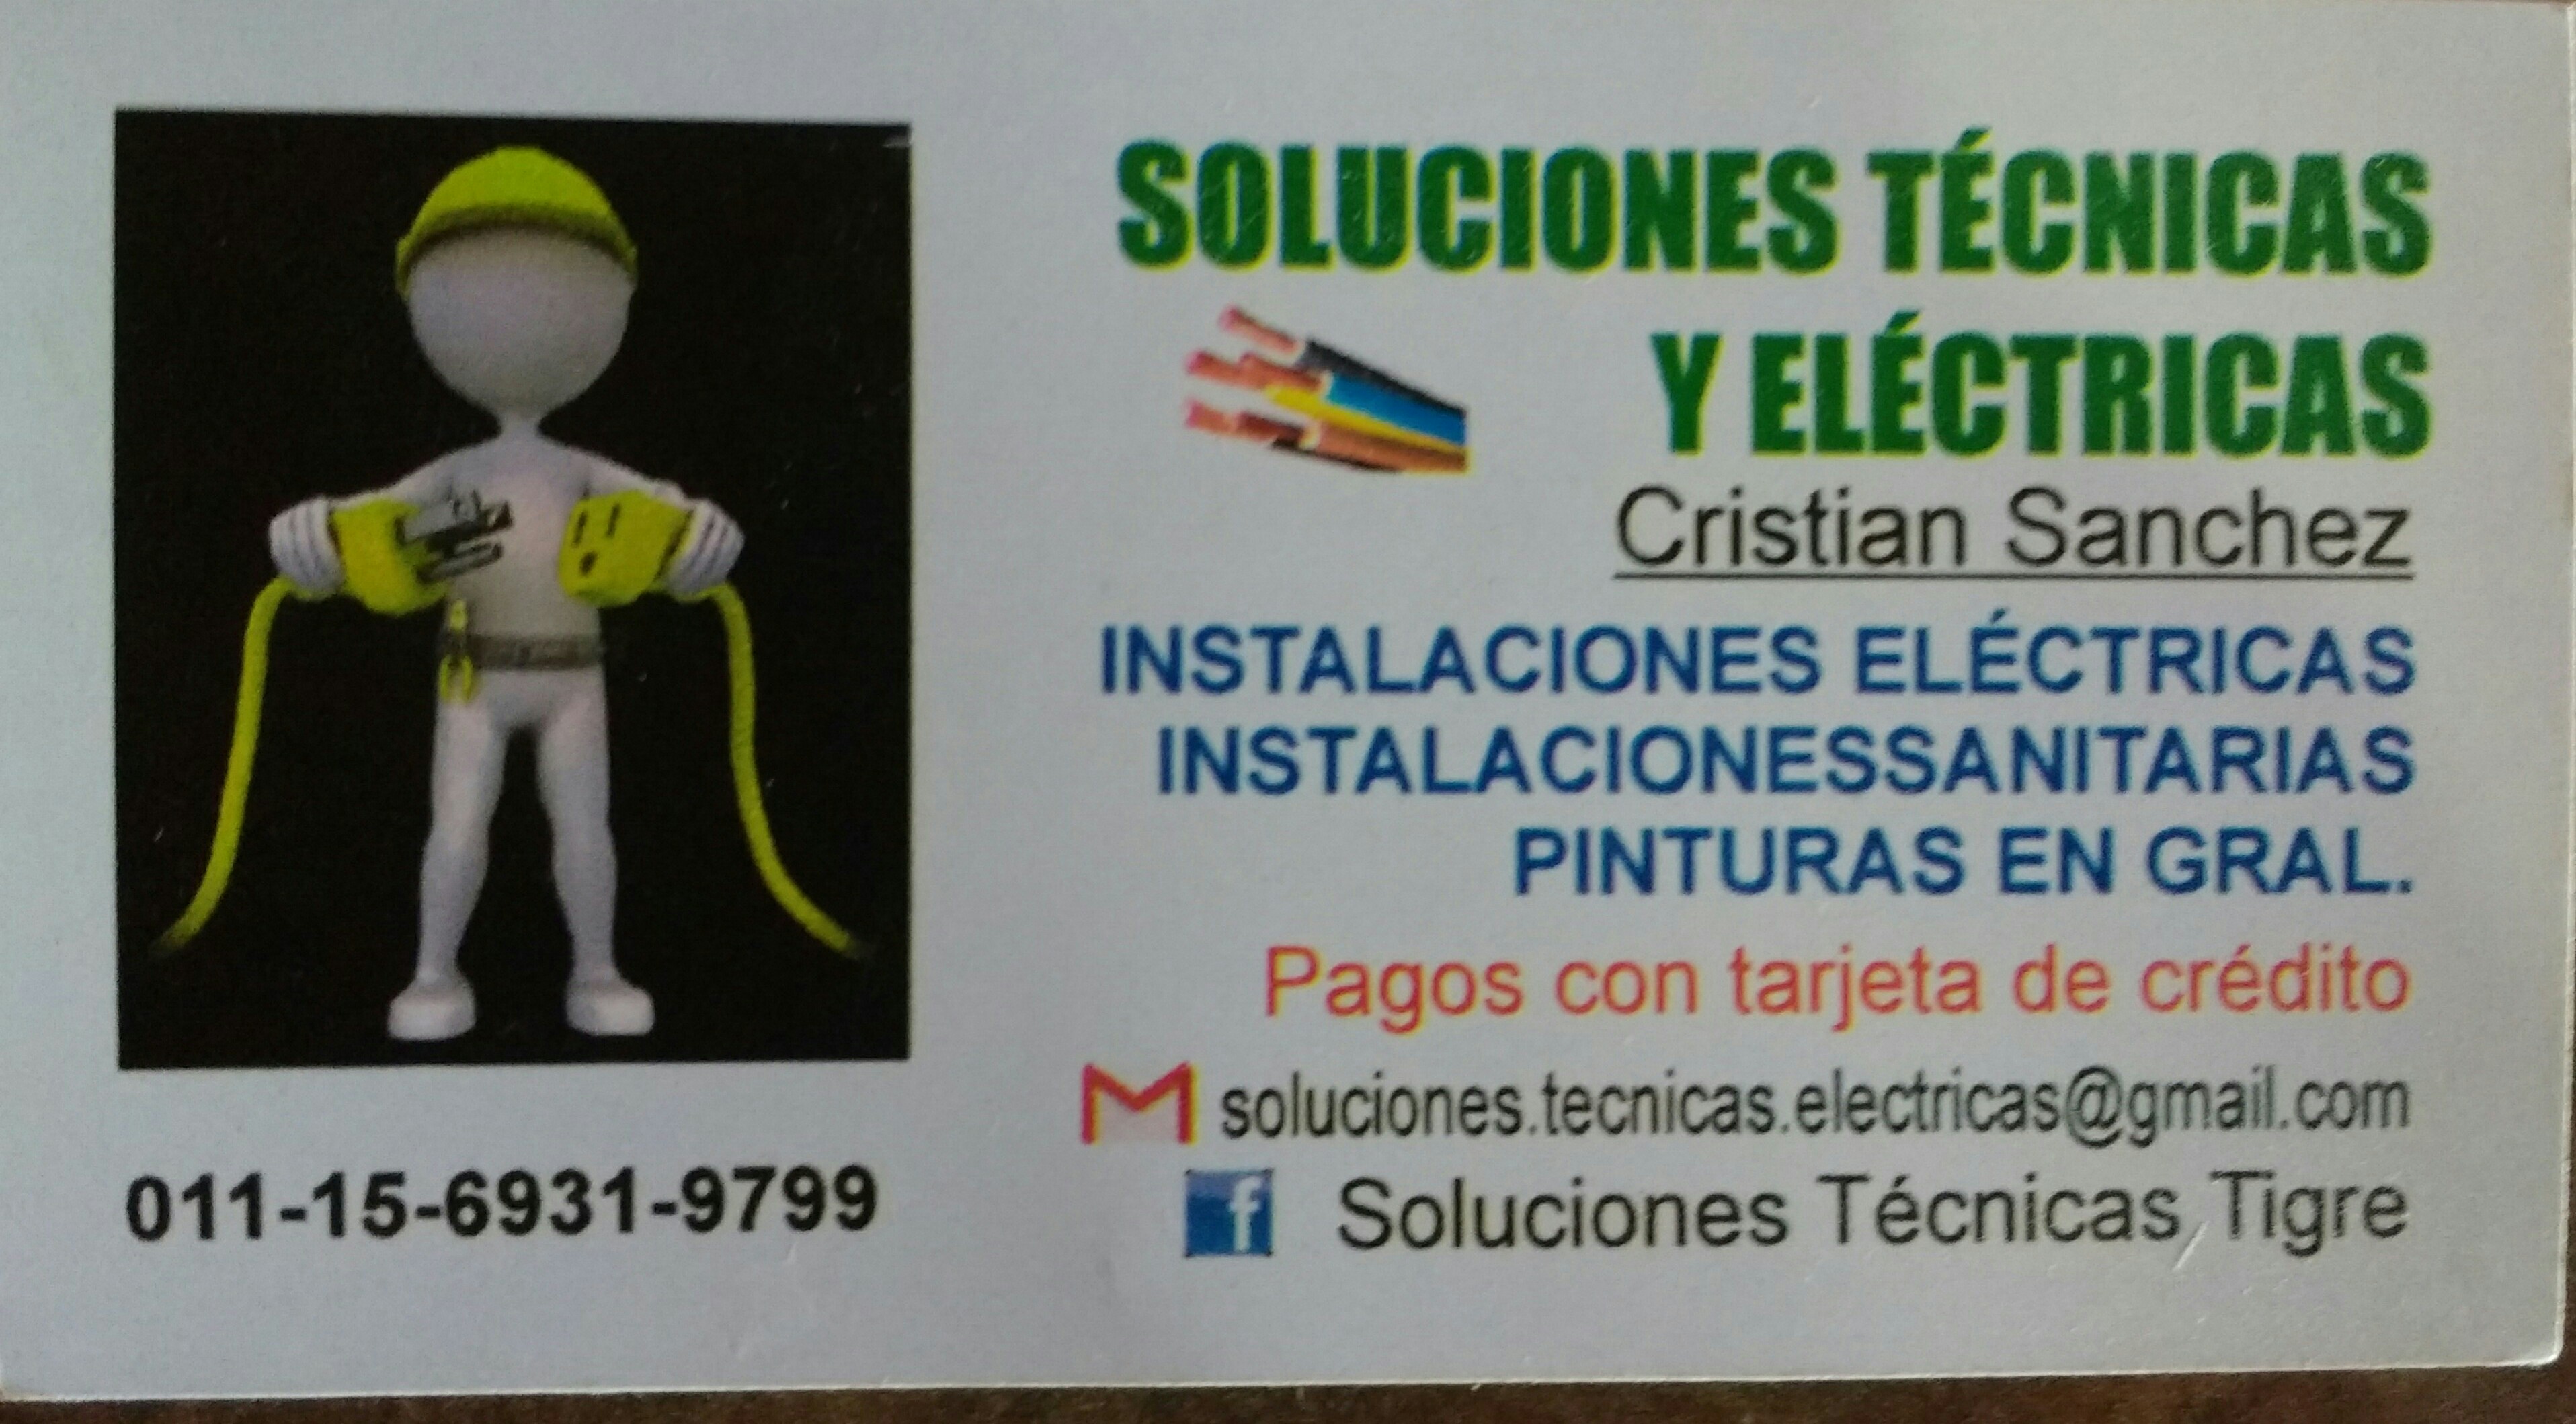 SOLUCIONES TÉCNICAS
Y ELÉCTRICAS
Cristian Sanchez
INSTALACIONES ELÉCTRICAS
INSTALACIONESSANITARIAS
PINTURAS EN GRAL.
Pagos con tarjeta de crédito
soluciones.tecnicas.electricas@gmail.com
Soluciones Técnicas Tigre
011-15-6931-9799